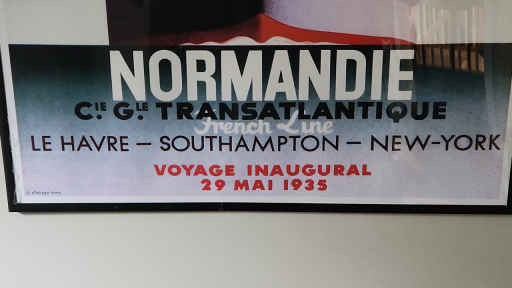 NORMANDIE
Cie. Gle. TRANSATLANTIQUE
French Line
LE HAVRE – SOUTHAMPTON – NEW-YORK
VOYAGE INAUGURAL
29 MAI 1935